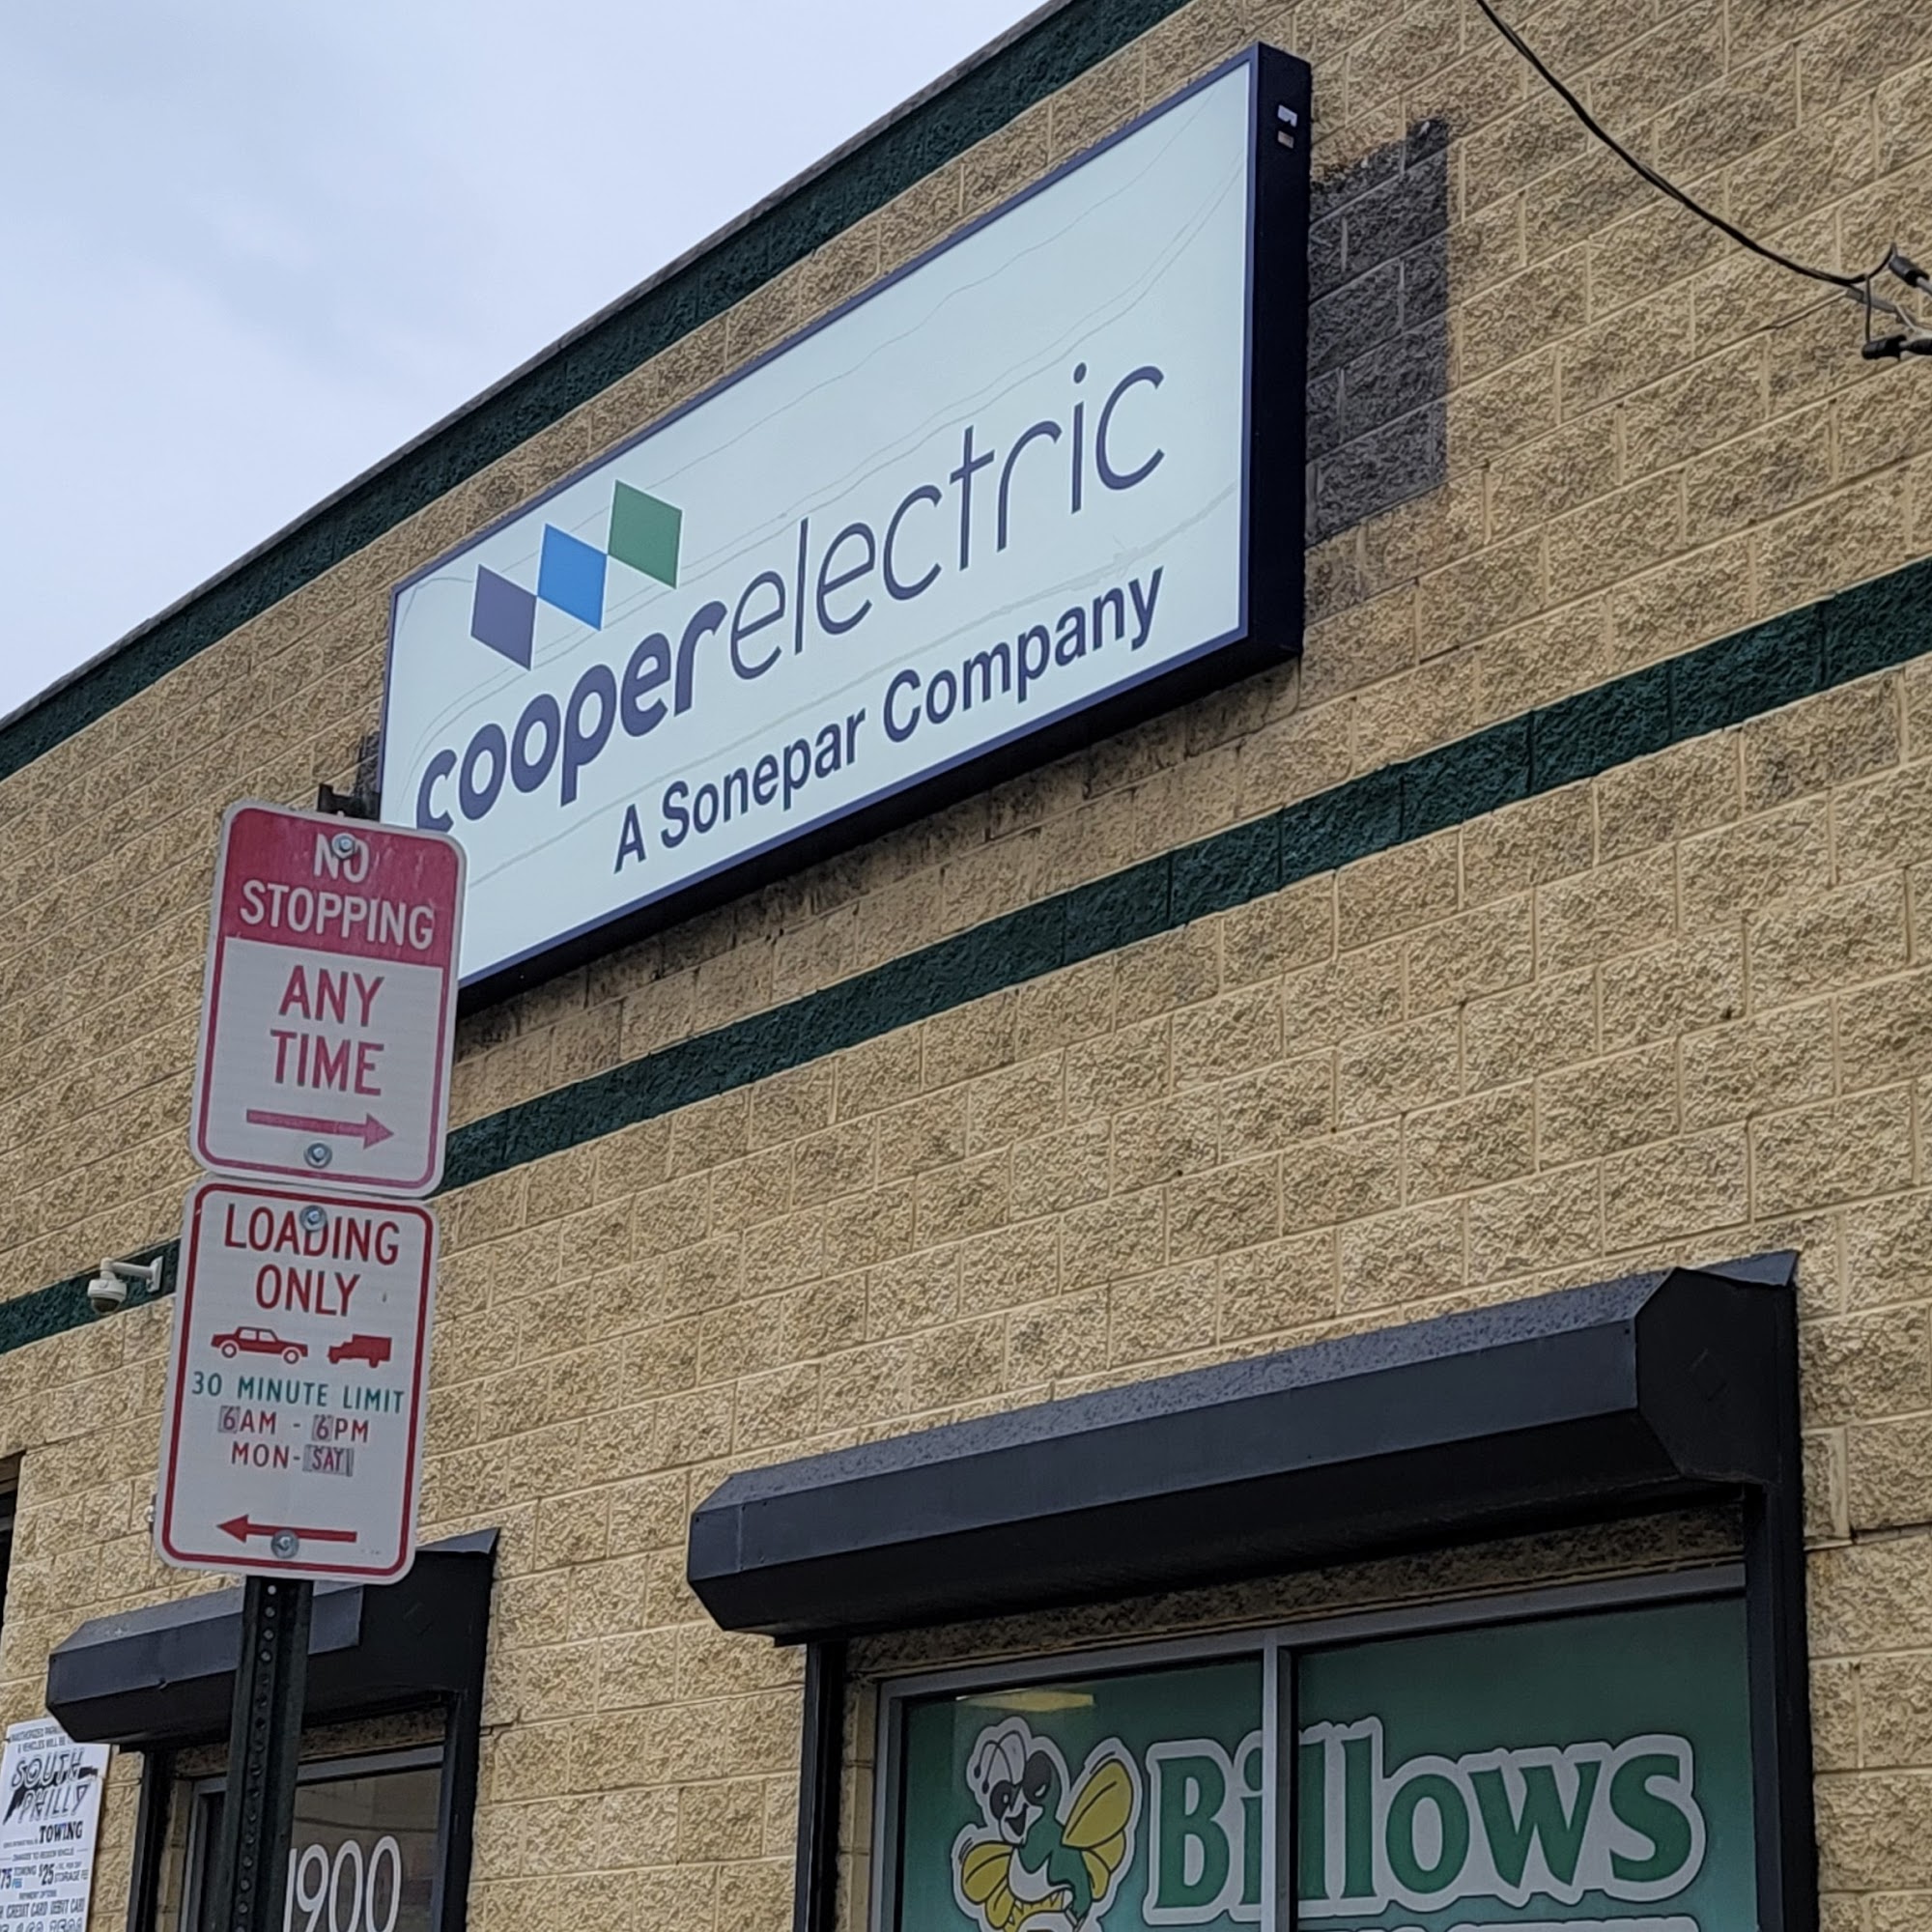 cooperelectric
A Sonepar Company
NO
STOPPING
ANY
TIME
LOADING
ONLY
30 MINUTE LIMIT
6AM - 6PM
MON-SAT
SOUTH
PHILLY
TOWING
1900
Billows